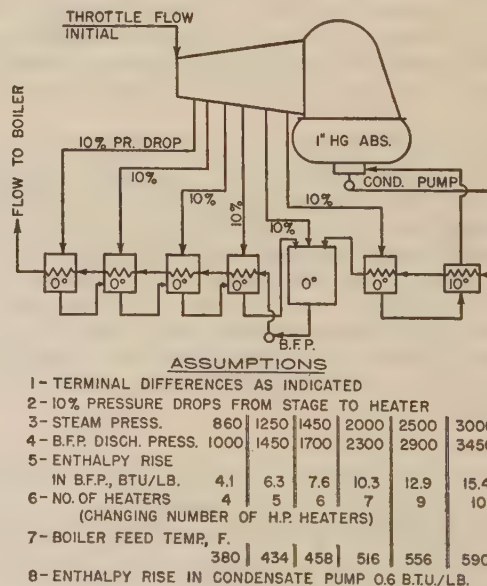 THROTTLE FLOW
INITIAL
FLOW TO BOILER
10% PR. DROP
10%
10%
10%
10%
10%
1" HG ABS.
COND. PUMP
0°
0°
0°
0°
0°
0°
10°
B.F.P.
ASSUMPTIONS
1- TERMINAL DIFFERENCES AS INDICATED
2- 10% PRESSURE DROPS FROM STAGE TO HEATER
3- STEAM PRESS. 860 1250 1450 2000 2500 3000
4- B.F.P. DISCH. PRESS. 1000 1450 1700 2300 2900 3450
5- ENTHALPY RISE
IN B.F.P., BTU/LB. 4.1 6.3 7.6 10.3 12.9 15.4
6- NO. OF HEATERS 4 5 6 7 9 10
(CHANGING NUMBER OF H.P. HEATERS)
7- BOILER FEED TEMP., F.
380 434 458 516 556 590
8- ENTHALPY RISE IN CONDENSATE PUMP 0.6 B.T.U./LB.